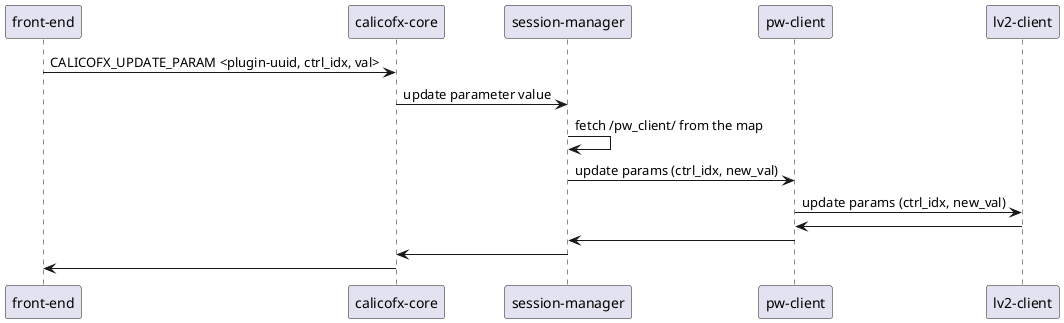 front-end
calicofx-core
session-manager
pw-client
lv2-client
CALICOFX_UPDATE_PARAM <plugin-uuid, ctrl_idx, val>
update parameter value
fetch /pw_client/ from the map
update params (ctrl_idx, new_val)
update params (ctrl_idx, new_val)
front-end
calicofx-core
session-manager
pw-client
lv2-client